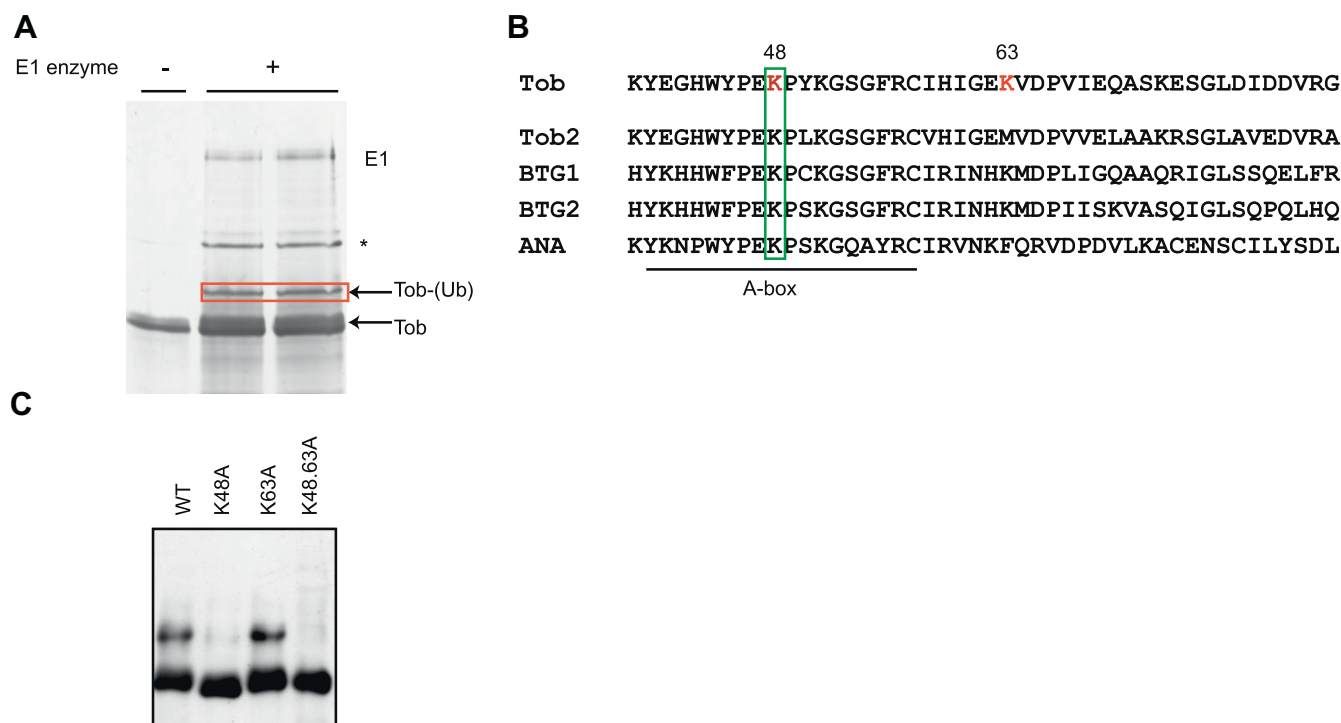 A
E1 enzyme - +
E1
*
Tob-(Ub)
Tob
B
48 63
Tob KYEGHWYPEKPYKGSGFRCIHIGEKVDPVIEQASKESGLDIDDVRG
Tob2 KYEGHWYPEKPLKGSGFRCVHIGEMVDPVVELAAKRSGLAVEDVRA
BTG1 HYKHHWFPEKPCKGSGFRCIRINHKMDPLIGQAAQRIGLSSQELFR
BTG2 HYKHHWFPEKPSKGSGFRCIRINHKMDPIISKVASQIGLSQPQLHQ
ANA KYKNPWYPEKPSKGQAYRCIRVNKFQRVDPDVLKACENSCILYSDL
A-box
C
WT K48A K63A K48.63A